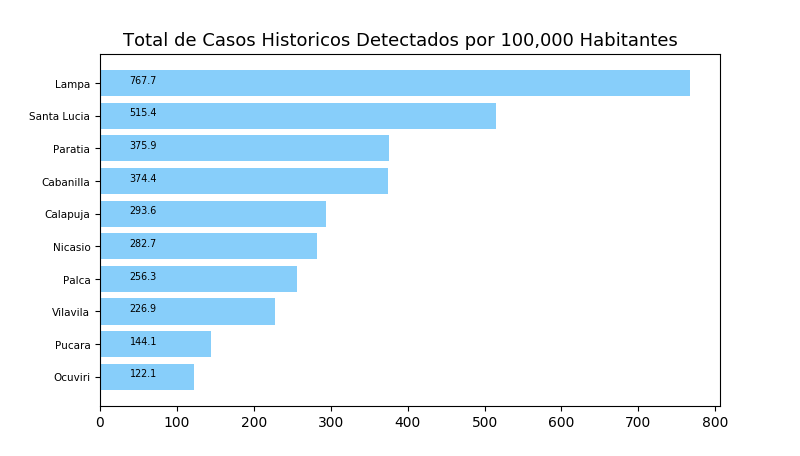 Total de Casos Historicos Detectados por 100,000 Habitantes
Lampa 767.7
Santa Lucia 515.4
Paratia 375.9
Cabanilla 374.4
Calapuja 293.6
Nicasio 282.7
Palca 256.3
Vilavila 226.9
Pucara 144.1
Ocuviri 122.1
0 100 200 300 400 500 600 700 800